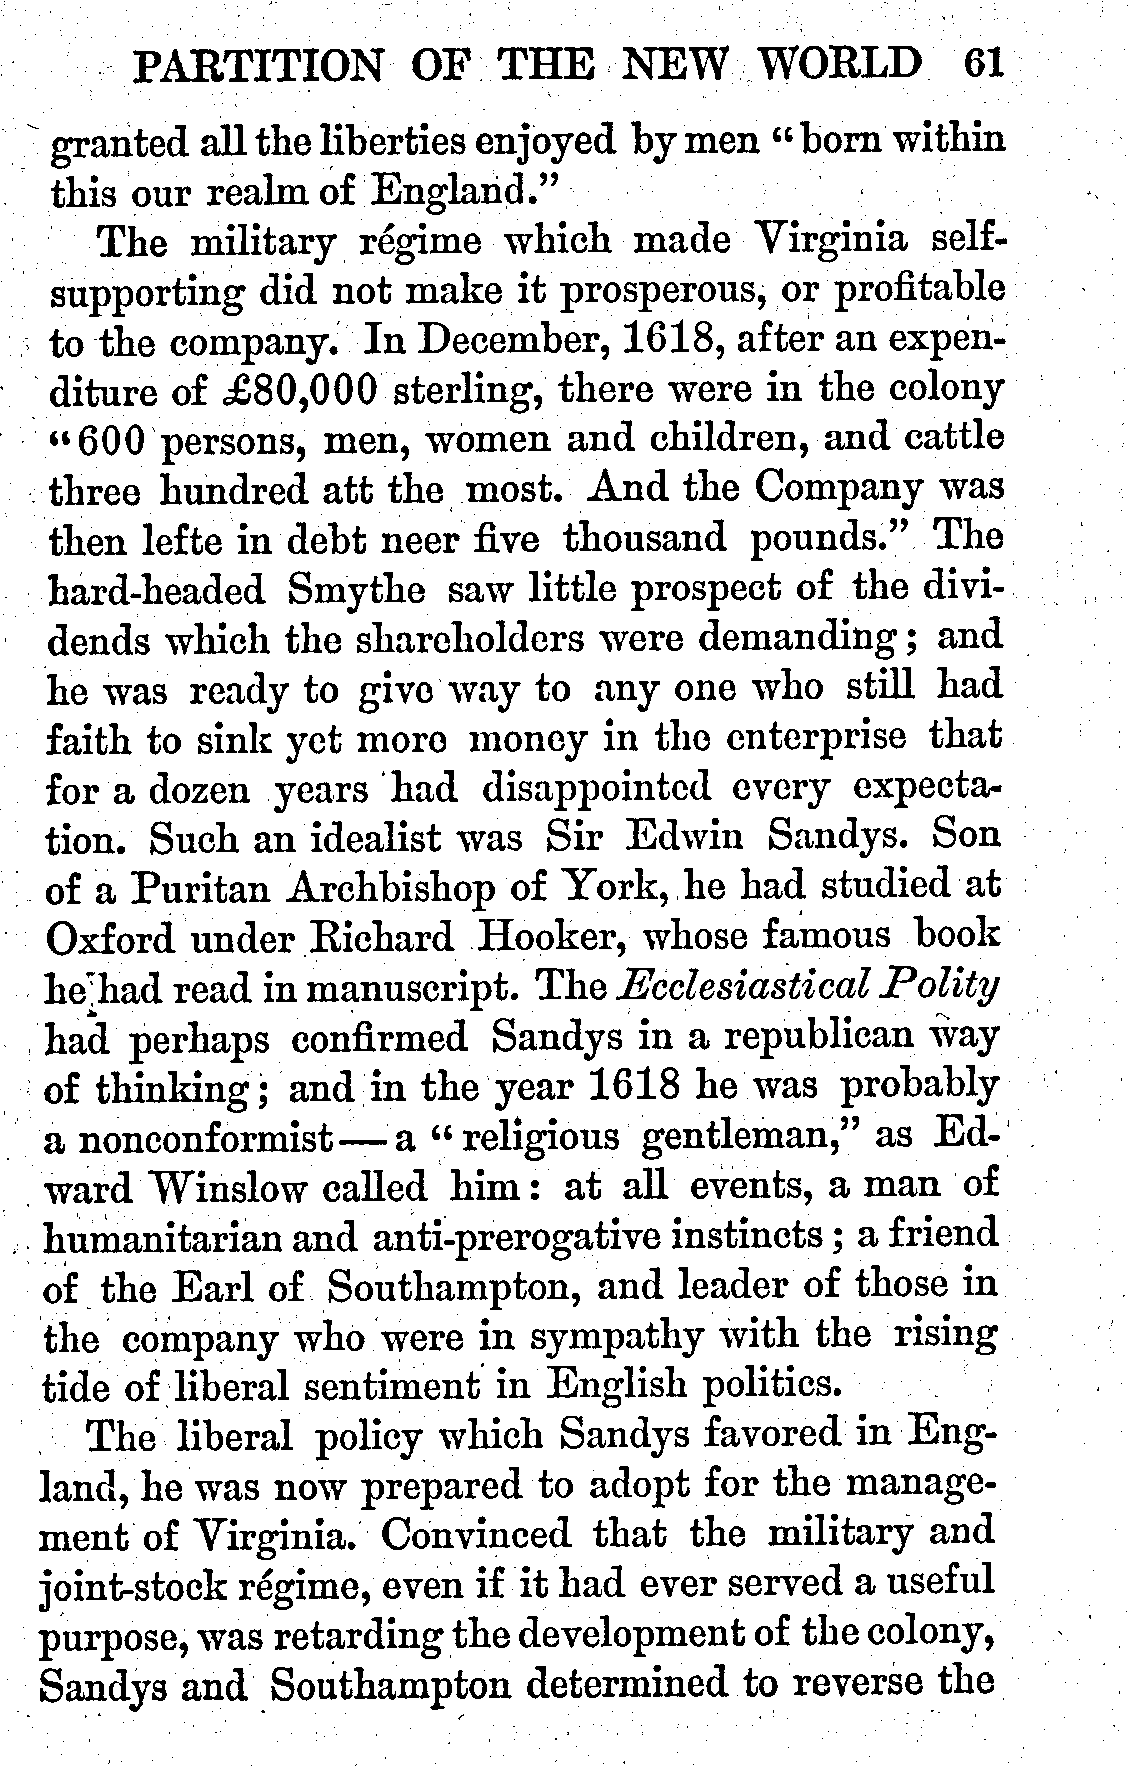 PARTITION OF THE NEW WORLD 61
granted all the liberties enjoyed by men “born within
this our realm of England.”
The military régime which made Virginia self-
supporting did not make it prosperous, or profitable
to the company. In December, 1618, after an expen-
diture of £80,000 sterling, there were in the colony
“600 persons, men, women and children, and cattle
three hundred att the most. And the Company was
then lefte in debt neer five thousand pounds.” The
hard-headed Smythe saw little prospect of the divi-
dends which the shareholders were demanding; and
he was ready to give way to any one who still had
faith to sink yet more money in the enterprise that
for a dozen years had disappointed every expecta-
tion. Such an idealist was Sir Edwin Sandys. Son
of a Puritan Archbishop of York, he had studied at
Oxford under Richard Hooker, whose famous book
he had read in manuscript. The Ecclesiastical Polity
had perhaps confirmed Sandys in a republican way
of thinking; and in the year 1618 he was probably
a nonconformist—a “religious gentleman,” as Ed-
ward Winslow called him: at all events, a man of
humanitarian and anti-prerogative instincts; a friend
of the Earl of Southampton, and leader of those in
the company who were in sympathy with the rising
tide of liberal sentiment in English politics.
The liberal policy which Sandys favored in Eng-
land, he was now prepared to adopt for the manage-
ment of Virginia. Convinced that the military and
joint-stock régime, even if it had ever served a useful
purpose, was retarding the development of the colony,
Sandys and Southampton determined to reverse the